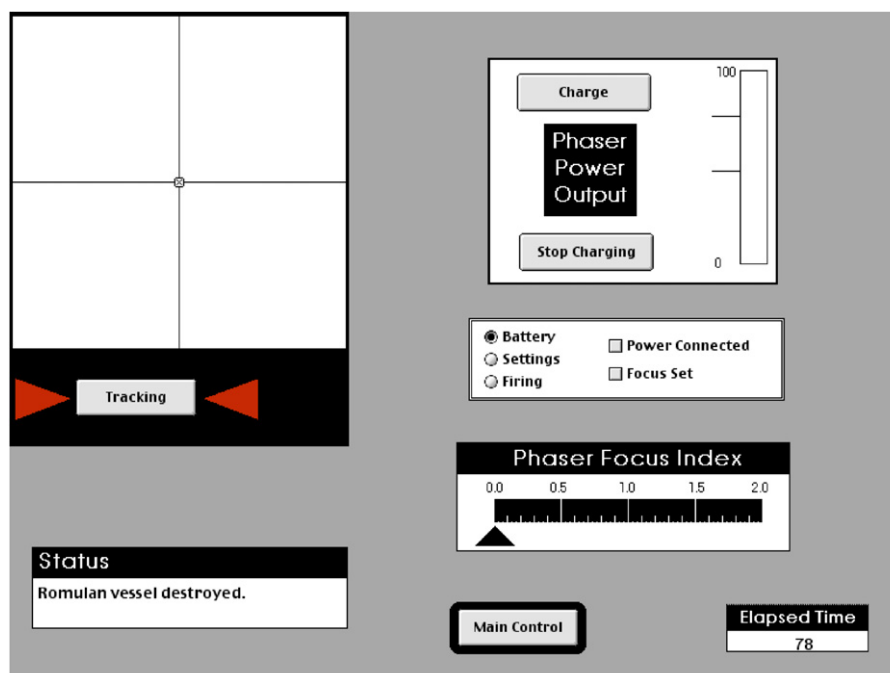 Charge
100
Phaser
Power
Output
Stop Charging
0
Battery
Settings
Firing
Power Connected
Focus Set
Tracking
Phaser Focus Index
0.0 0.5 1.0 1.5 2.0
Status
Romulan vessel destroyed.
Main Control
Elapsed Time
78